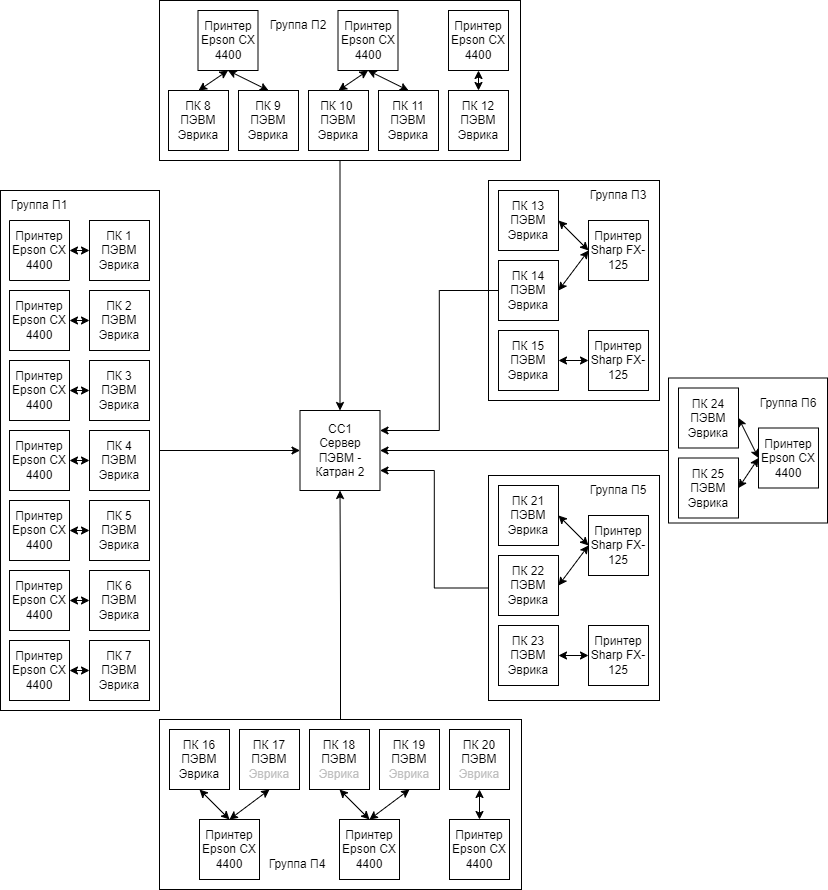 Группа П2
Принтер
Epson CX
4400
Принтер
Epson CX
4400
Принтер
Epson CX
4400
ПК 8
ПЭВМ
Эврика
ПК 9
ПЭВМ
Эврика
ПК 10
ПЭВМ
Эврика
ПК 11
ПЭВМ
Эврика
ПК 12
ПЭВМ
Эврика
Группа П1
Принтер
Epson CX
4400
ПК 1
ПЭВМ
Эврика
Принтер
Epson CX
4400
ПК 2
ПЭВМ
Эврика
Принтер
Epson CX
4400
ПК 3
ПЭВМ
Эврика
Принтер
Epson CX
4400
ПК 4
ПЭВМ
Эврика
Принтер
Epson CX
4400
ПК 5
ПЭВМ
Эврика
Принтер
Epson CX
4400
ПК 6
ПЭВМ
Эврика
Принтер
Epson CX
4400
ПК 7
ПЭВМ
Эврика
СС1
Сервер
ПЭВМ -
Катран 2
Группа П3
ПК 13
ПЭВМ
Эврика
ПК 14
ПЭВМ
Эврика
Принтер
Sharp FX-
125
ПК 15
ПЭВМ
Эврика
Принтер
Sharp FX-
125
Группа П6
ПК 24
ПЭВМ
Эврика
ПК 25
ПЭВМ
Эврика
Принтер
Epson CX
4400
Группа П5
ПК 21
ПЭВМ
Эврика
ПК 22
ПЭВМ
Эврика
Принтер
Sharp FX-
125
ПК 23
ПЭВМ
Эврика
Принтер
Sharp FX-
125
ПК 16
ПЭВМ
Эврика
ПК 17
ПЭВМ
Эврика
ПК 18
ПЭВМ
Эврика
ПК 19
ПЭВМ
Эврика
ПК 20
ПЭВМ
Эврика
Принтер
Epson CX
4400
Принтер
Epson CX
4400
Принтер
Epson CX
4400
Группа П4